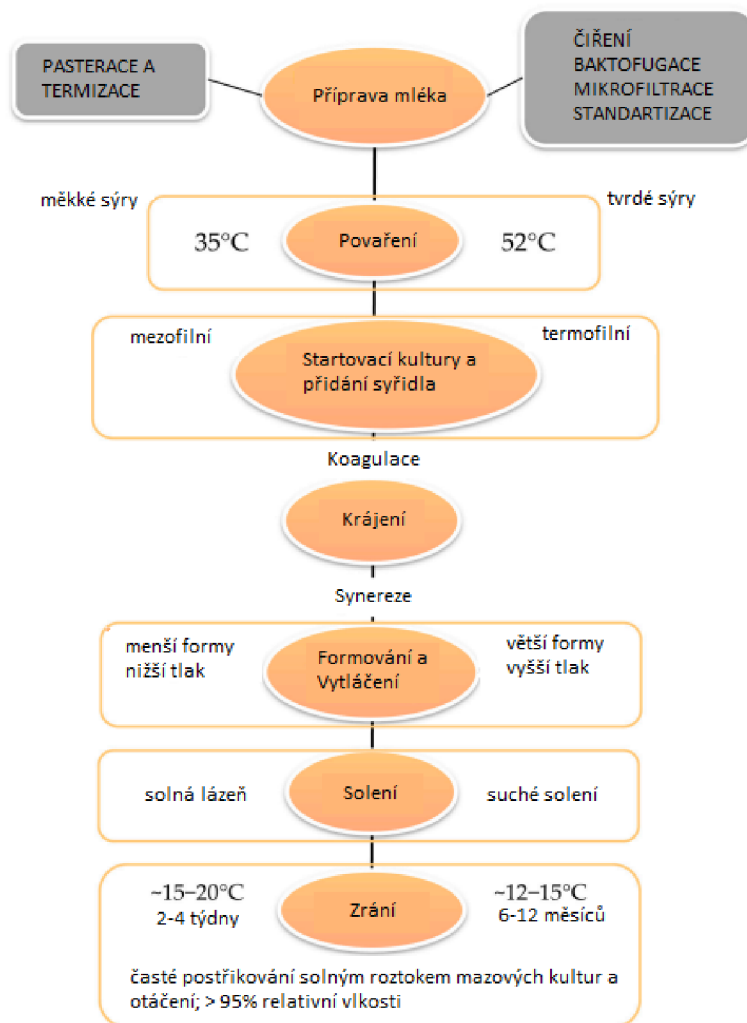 PASTERACE A
TERMIZACE
Příprava mléka
ČIŘENÍ
BAKTOFUGACE
MIKROFILTRACE
STANDARTIZACE
měkké sýry
tvrdé sýry
35°C
Povaření
52°C
mezofilní
termofilní
Startovací kultury a
přidání syřidla
Koagulace
Krájení
Synereze
menší formy
nižší tlak
Formování a
Vytláčení
větší formy
vyšší tlak
solná lázeň
Solení
suché solení
~15–20°C
2-4 týdny
Zrání
~12–15°C
6-12 měsíců
časté postřikování solným roztokem mazových kultur a
otáčení; > 95% relativní vlkosti